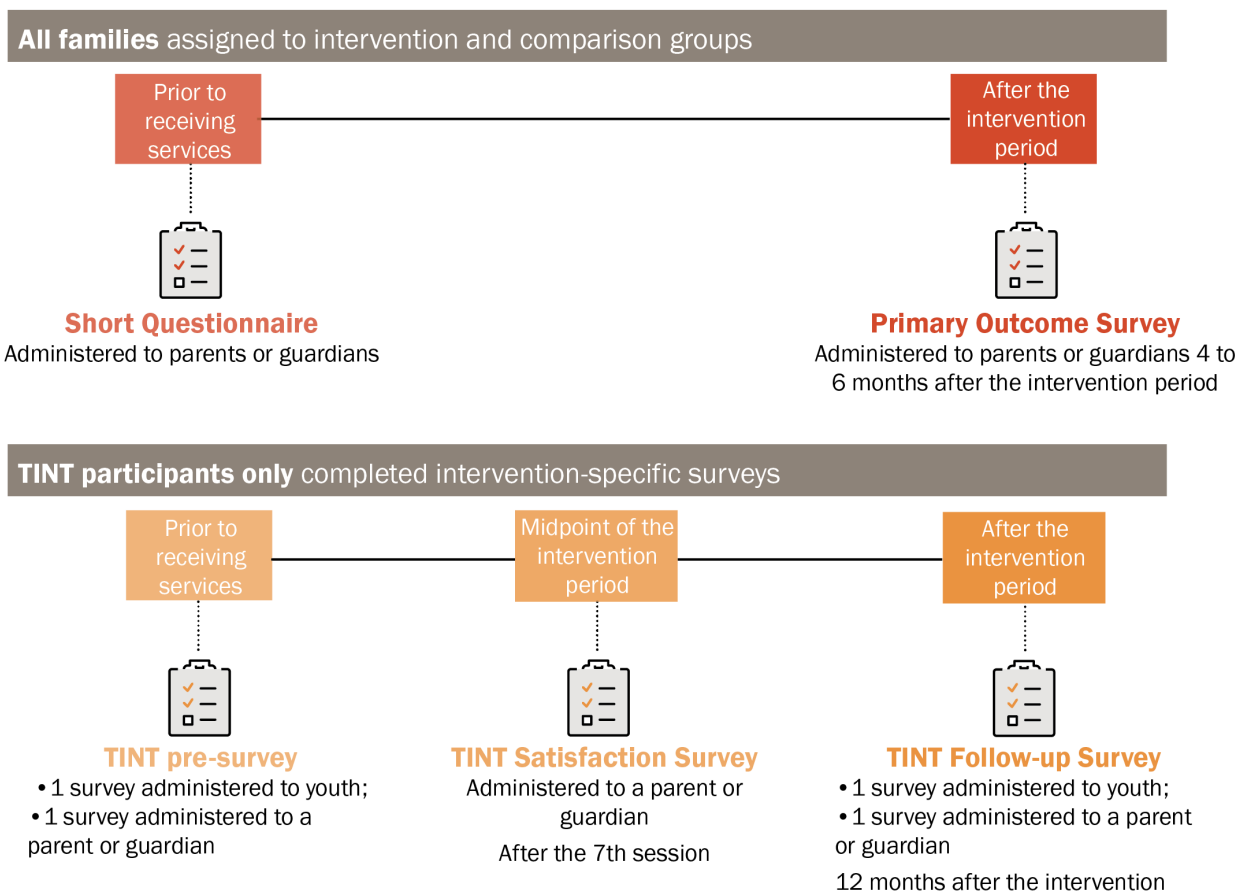 All families assigned to intervention and comparison groups
Prior to
receiving
services
After the
intervention
period
Short Questionnaire
Administered to parents or guardians
Primary Outcome Survey
Administered to parents or guardians 4 to
6 months after the intervention period
TINT participants only completed intervention-specific surveys
Prior to
receiving
services
Midpoint of the
intervention
period
After the
intervention
period
TINT pre-survey
• 1 survey administered to youth;
• 1 survey administered to a
parent or guardian
TINT Satisfaction Survey
Administered to a parent or
guardian
After the 7th session
TINT Follow-up Survey
• 1 survey administered to youth;
• 1 survey administered to a parent
or guardian
12 months after the intervention